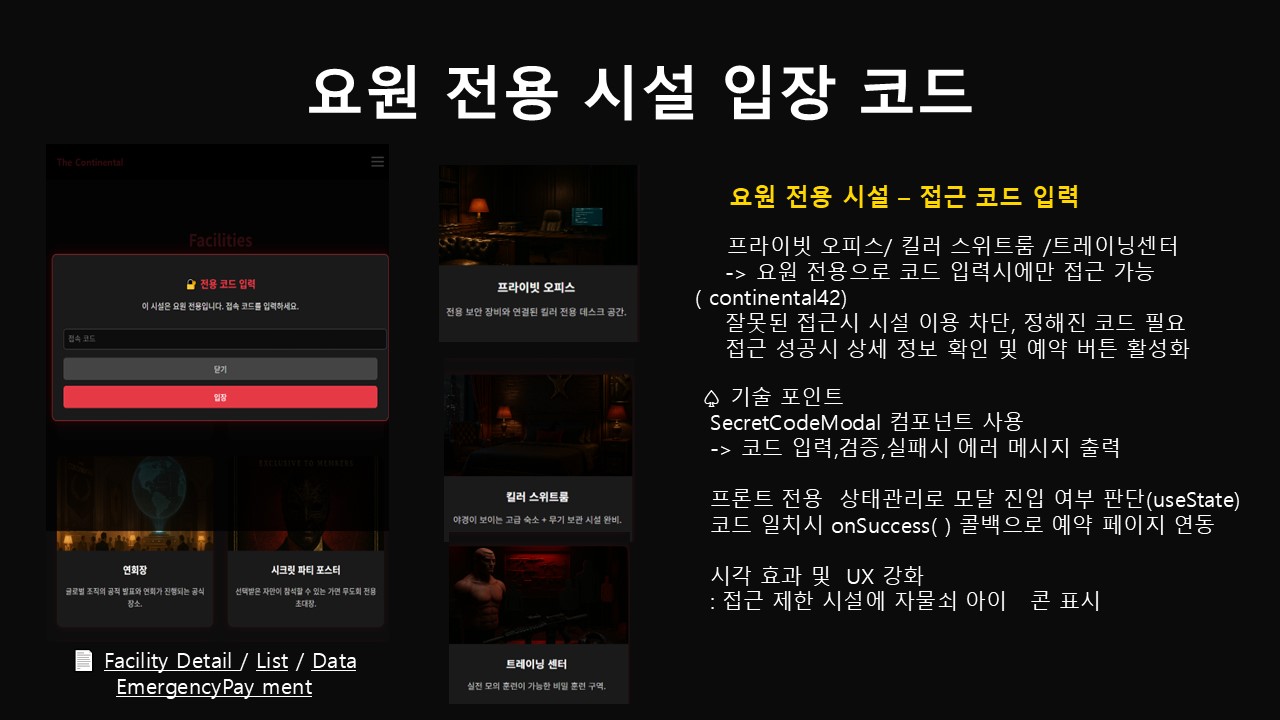 요원 전용 시설 입장 코드
The Continental
Facilities
🔐 전용 코드 입력
이 시설은 요원 전용입니다. 접속 코드를 입력하세요.
접속 코드
닫기
입장
EXCLUSIVE TO MEMBERS
연회장
글로벌 조직의 공적 발표와 연회가 진행되는 공식
장소.
시크릿 파티 포스터
선택받은 자만이 참석할 수 있는 가면 무도회 전용
초대장.
📄 Facility Detail / List / Data
EmergencyPay ment
프라이빗 오피스
전용 보안 장비와 연결된 킬러 전용 데스크 공간.
킬러 스위트룸
야경이 보이는 고급 숙소 + 무기 보관 시설 완비.
트레이닝 센터
실전 모의 훈련이 가능한 비밀 훈련 구역.
요원 전용 시설 – 접근 코드 입력
프라이빗 오피스/ 킬러 스위트룸 /트레이닝센터
-> 요원 전용으로 코드 입력시에만 접근 가능
( continental42)
잘못된 접근시 시설 이용 차단, 정해진 코드 필요
접근 성공시 상세 정보 확인 및 예약 버튼 활성화
♤ 기술 포인트
SecretCodeModal 컴포넌트 사용
-> 코드 입력,검증,실패시 에러 메시지 출력
프론트 전용 상태관리로 모달 진입 여부 판단(useState)
코드 일치시 onSuccess( ) 콜백으로 예약 페이지 연동
시각 효과 및 UX 강화
: 접근 제한 시설에 자물쇠 아이 콘 표시